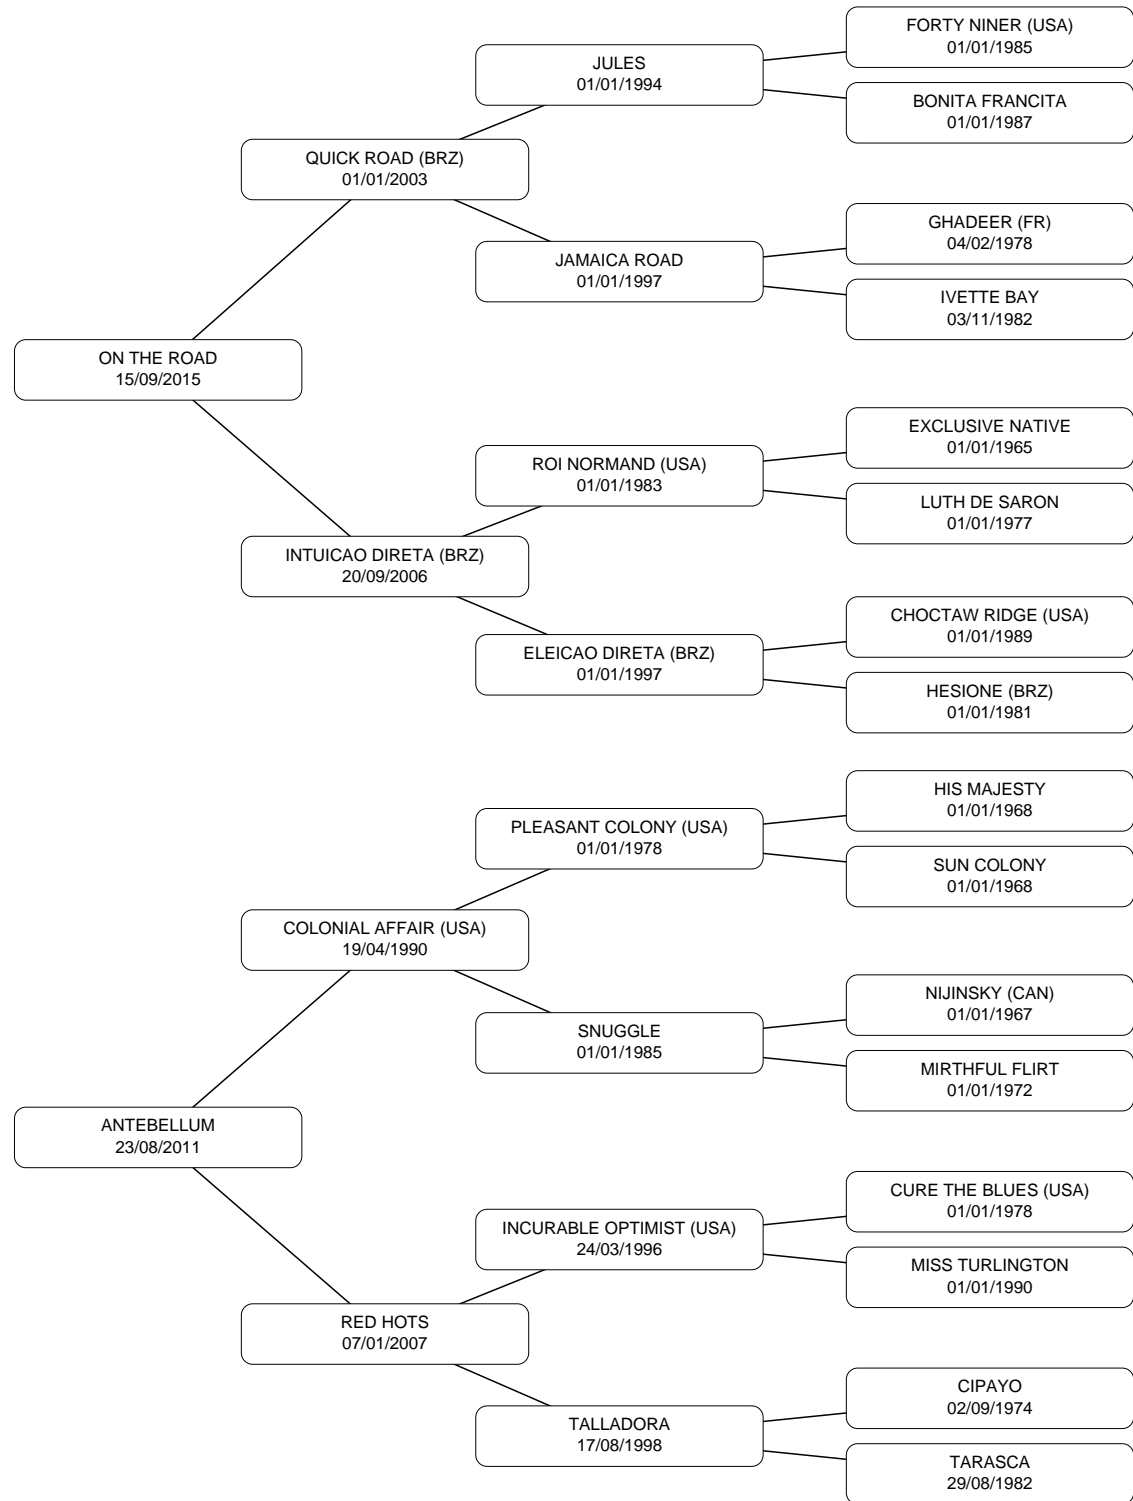 FORTY NINER (USA)
01/01/1985
JULES
01/01/1994
BONITA FRANCITA
01/01/1987
QUICK ROAD (BRZ)
01/01/2003
GHADEER (FR)
04/02/1978
JAMAICA ROAD
01/01/1997
IVETTE BAY
03/11/1982
ON THE ROAD
15/09/2015
EXCLUSIVE NATIVE
01/01/1965
ROI NORMAND (USA)
01/01/1983
LUTH DE SARON
01/01/1977
INTUICAO DIRETA (BRZ)
20/09/2006
CHOCTAW RIDGE (USA)
01/01/1989
ELEICAO DIRETA (BRZ)
01/01/1997
HESIONE (BRZ)
01/01/1981
HIS MAJESTY
01/01/1968
PLEASANT COLONY (USA)
01/01/1978
SUN COLONY
01/01/1968
COLONIAL AFFAIR (USA)
19/04/1990
NIJINSKY (CAN)
01/01/1967
SNUGGLE
01/01/1985
MIRTHFUL FLIRT
01/01/1972
ANTEBELLUM
23/08/2011
CURE THE BLUES (USA)
01/01/1978
INCURABLE OPTIMIST (USA)
24/03/1996
MISS TURLINGTON
01/01/1990
RED HOTS
07/01/2007
CIPAYO
02/09/1974
TALLADORA
17/08/1998
TARASCA
29/08/1982